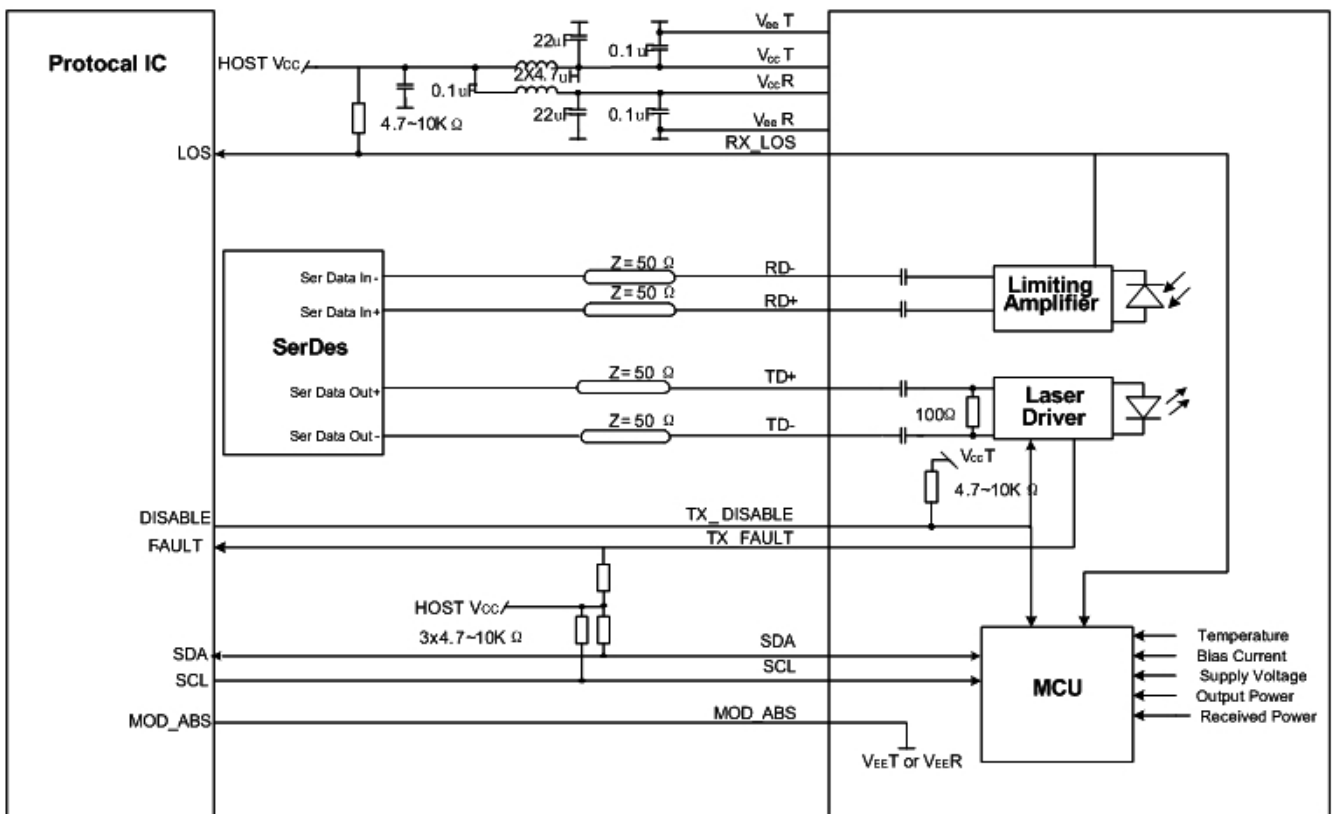 Protocal IC
HOST Vcc
22uF
0.1uF
VeeT
VccT
2X4.7uH
0.1uF
VccR
22uF
0.1uF
VeeR
4.7~10K Ω
LOS
RX_LOS
Ser Data In-
Z=50 Ω
RD-
Ser Data In+
Z=50 Ω
RD+
Limiting
Amplifier
SerDes
Ser Data Out+
Z=50 Ω
TD+
Ser Data Out-
Z=50 Ω
TD-
100Ω
Laser
Driver
VccT
4.7~10K Ω
DISABLE
TX_DISABLE
FAULT
TX_FAULT
HOST Vcc
3x4.7~10K Ω
SDA
SDA
SCL
SCL
MOD_ABS
MOD_ABS
VEET or VEER
MCU
Temperature
Bias Current
Supply Voltage
Output Power
Received Power